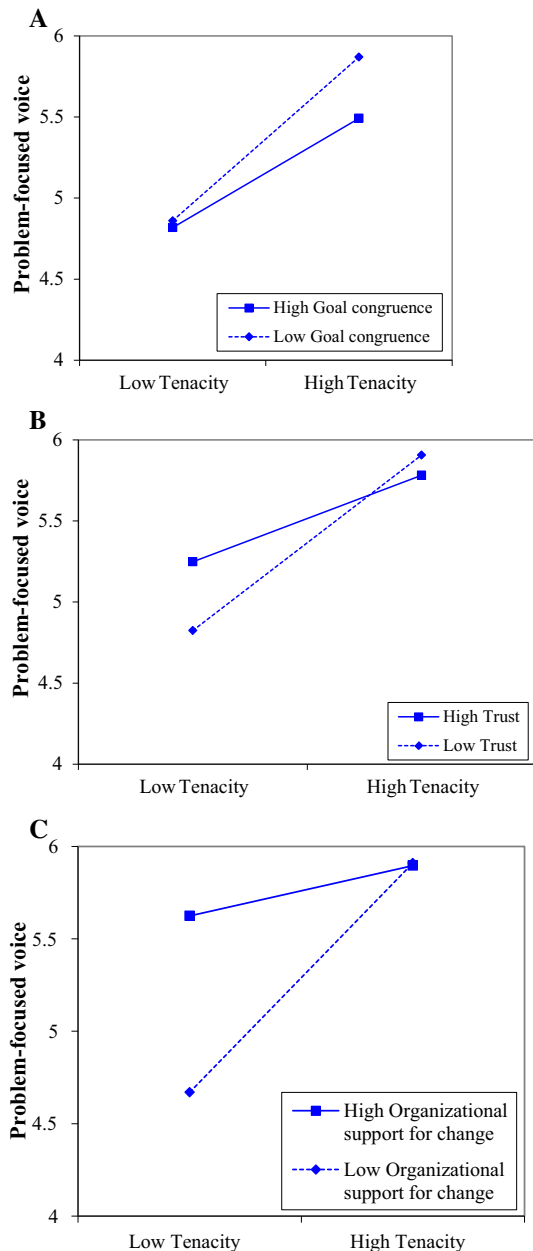 A
6
5.5
5
4.5
4
Problem-focused voice
High Goal congruence
Low Goal congruence
Low Tenacity
High Tenacity
B
6
5.5
5
4.5
4
Problem-focused voice
High Trust
Low Trust
Low Tenacity
High Tenacity
C
6
5.5
5
4.5
4
Problem-focused voice
High Organizational
support for change
Low Organizational
support for change
Low Tenacity
High Tenacity